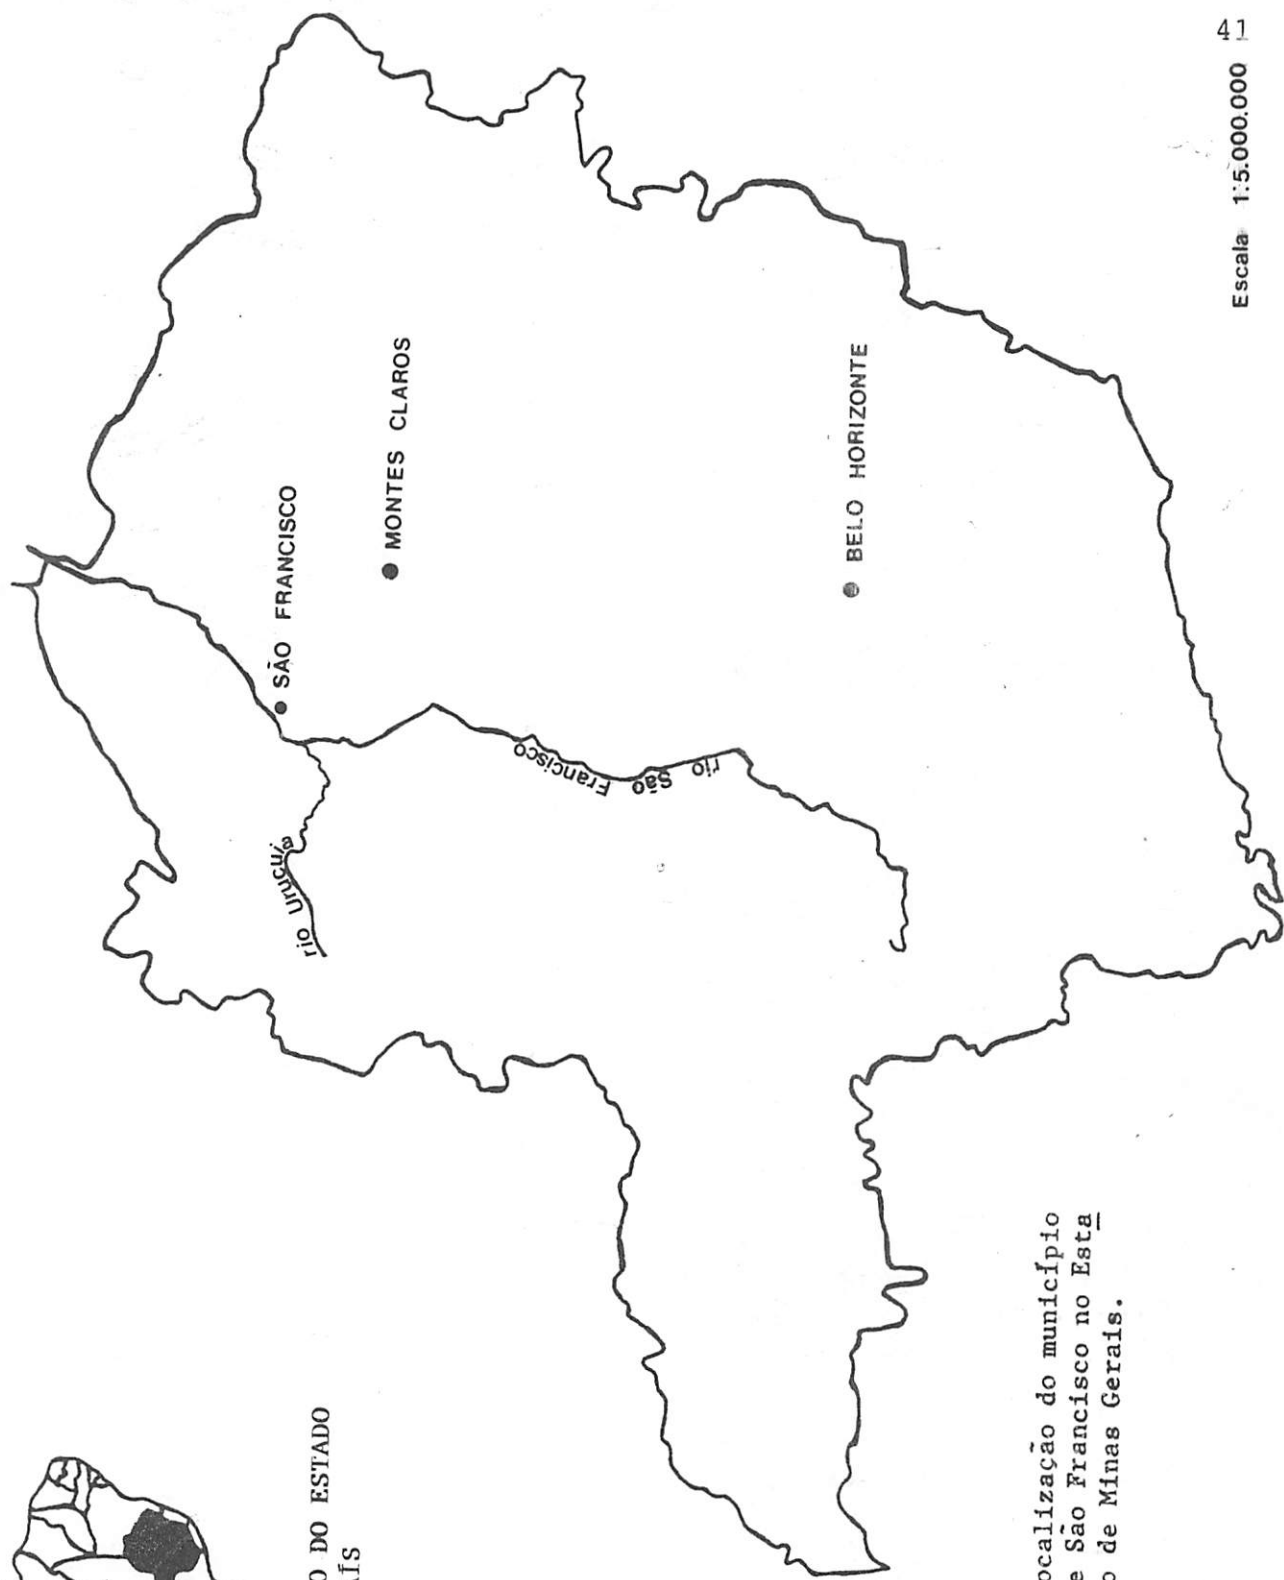 41
Escala 1:5.000.000
SÃO FRANCISCO
MONTES CLAROS
BELO HORIZONTE
rio Urucuía
rio São Francisco
O DO ESTADO
ÍS
ocalização do município
e São Francisco no Esta
o de Minas Gerais.